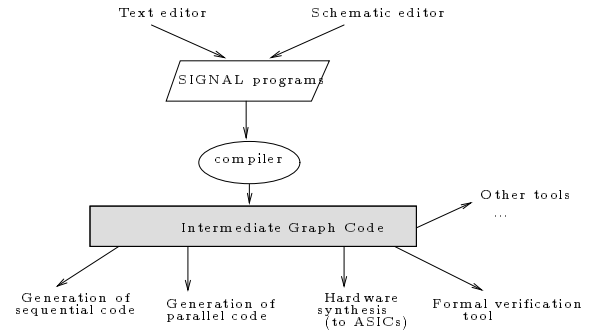 Text editor
Schematic editor
SIGNAL programs
compiler
Intermediate Graph Code
Other tools
...
Generation of
sequential code
Generation of
parallel code
Hardware
synthesis
(to ASICs)
Formal verification
tool